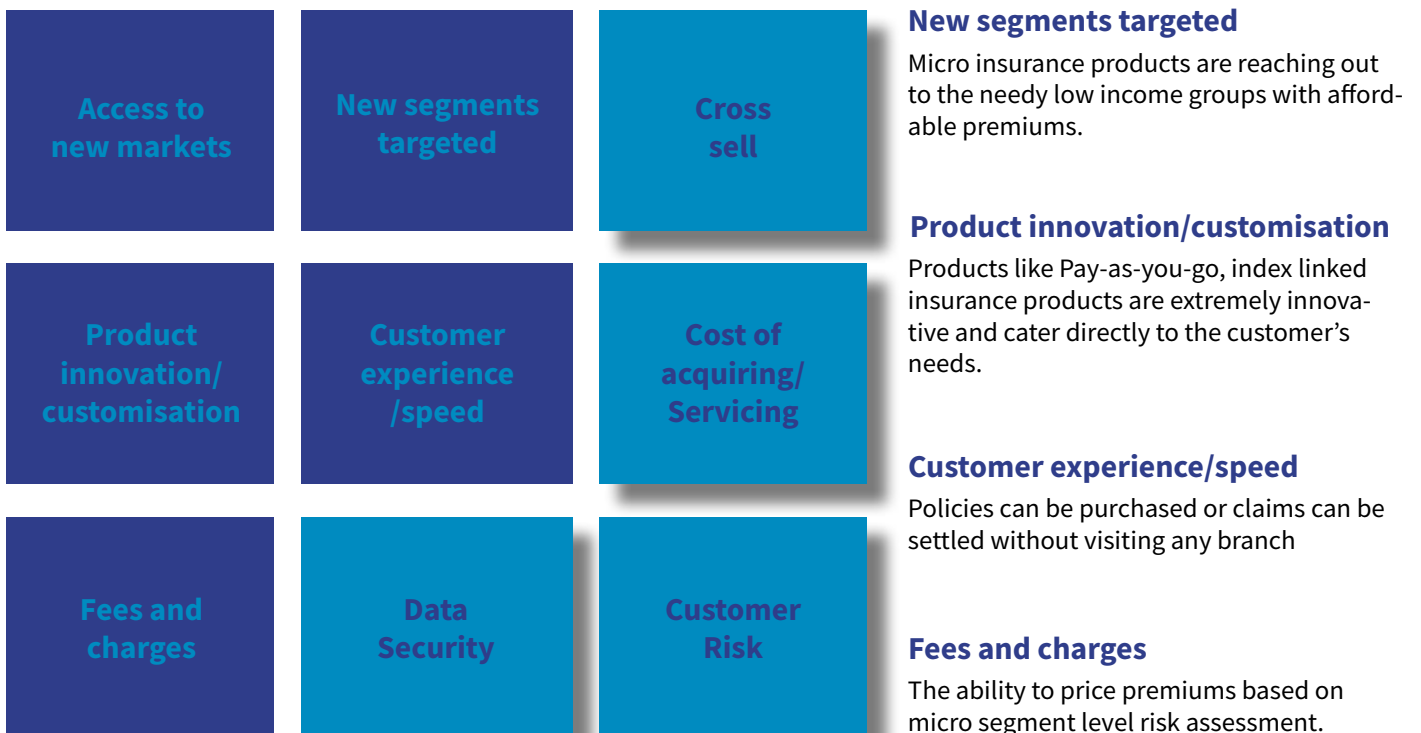 Access to
new markets
New segments
targeted
Cross
sell
Product
innovation/
customisation
Customer
experience
/speed
Cost of
acquiring/
Servicing
Fees and
charges
Data
Security
Customer
Risk
New segments targeted
Micro insurance products are reaching out
to the needy low income groups with afford-
able premiums.
Product innovation/customisation
Products like Pay-as-you-go, index linked
insurance products are extremely innova-
tive and cater directly to the customer’s
needs.
Customer experience/speed
Policies can be purchased or claims can be
settled without visiting any branch
Fees and charges
The ability to price premiums based on
micro segment level risk assessment.